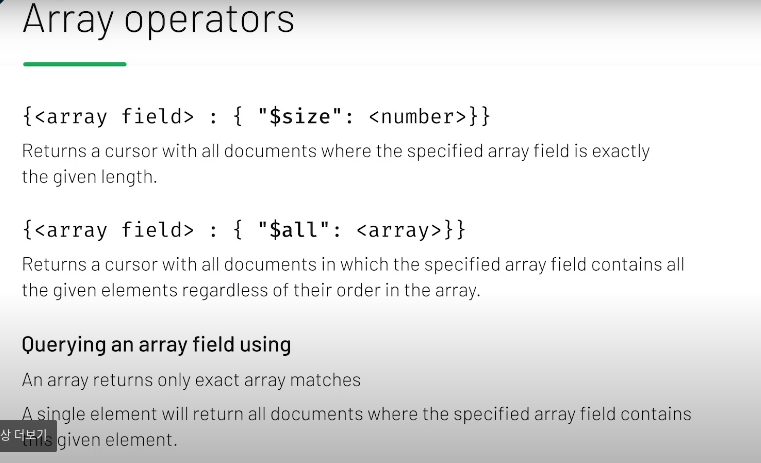 Array operators
{<array field> : { "$size": <number>}}
Returns a cursor with all documents where the specified array field is exactly
the given length.
{<array field> : { "$all": <array>}}
Returns a cursor with all documents in which the specified array field contains all
the given elements regardless of their order in the array.
Querying an array field using
An array returns only exact array matches
A single element will return all documents where the specified array field contains
this given element.
상 더보기